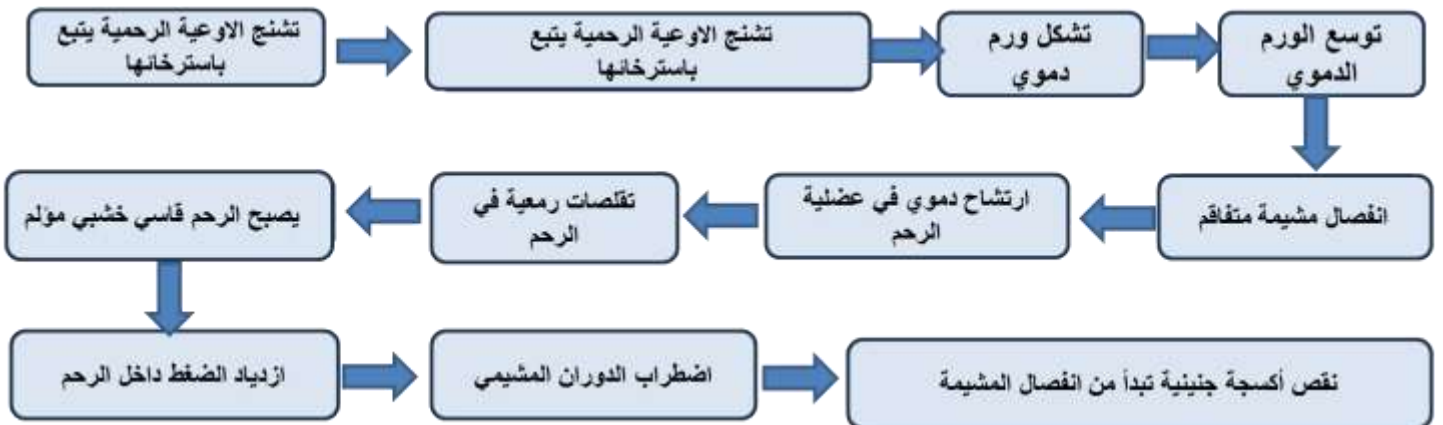 تشنج الاوعية الرحمية يتبع
باسترخائها
تشنج الاوعية الرحمية يتبع
باسترخائها
تشكل ورم
دموي
توسع الورم
الدموي
انفصال مشيمة متفاقم
ارتشاح دموي في عضلية
الرحم
تقلصات رمعية في
الرحم
يصبح الرحم قاسي خشبي مؤلم
ازدياد الضغط داخل الرحم
اضطراب الدوران المشيمي
نقص أكسجة جنينية تبدأ من انفصال المشيمة